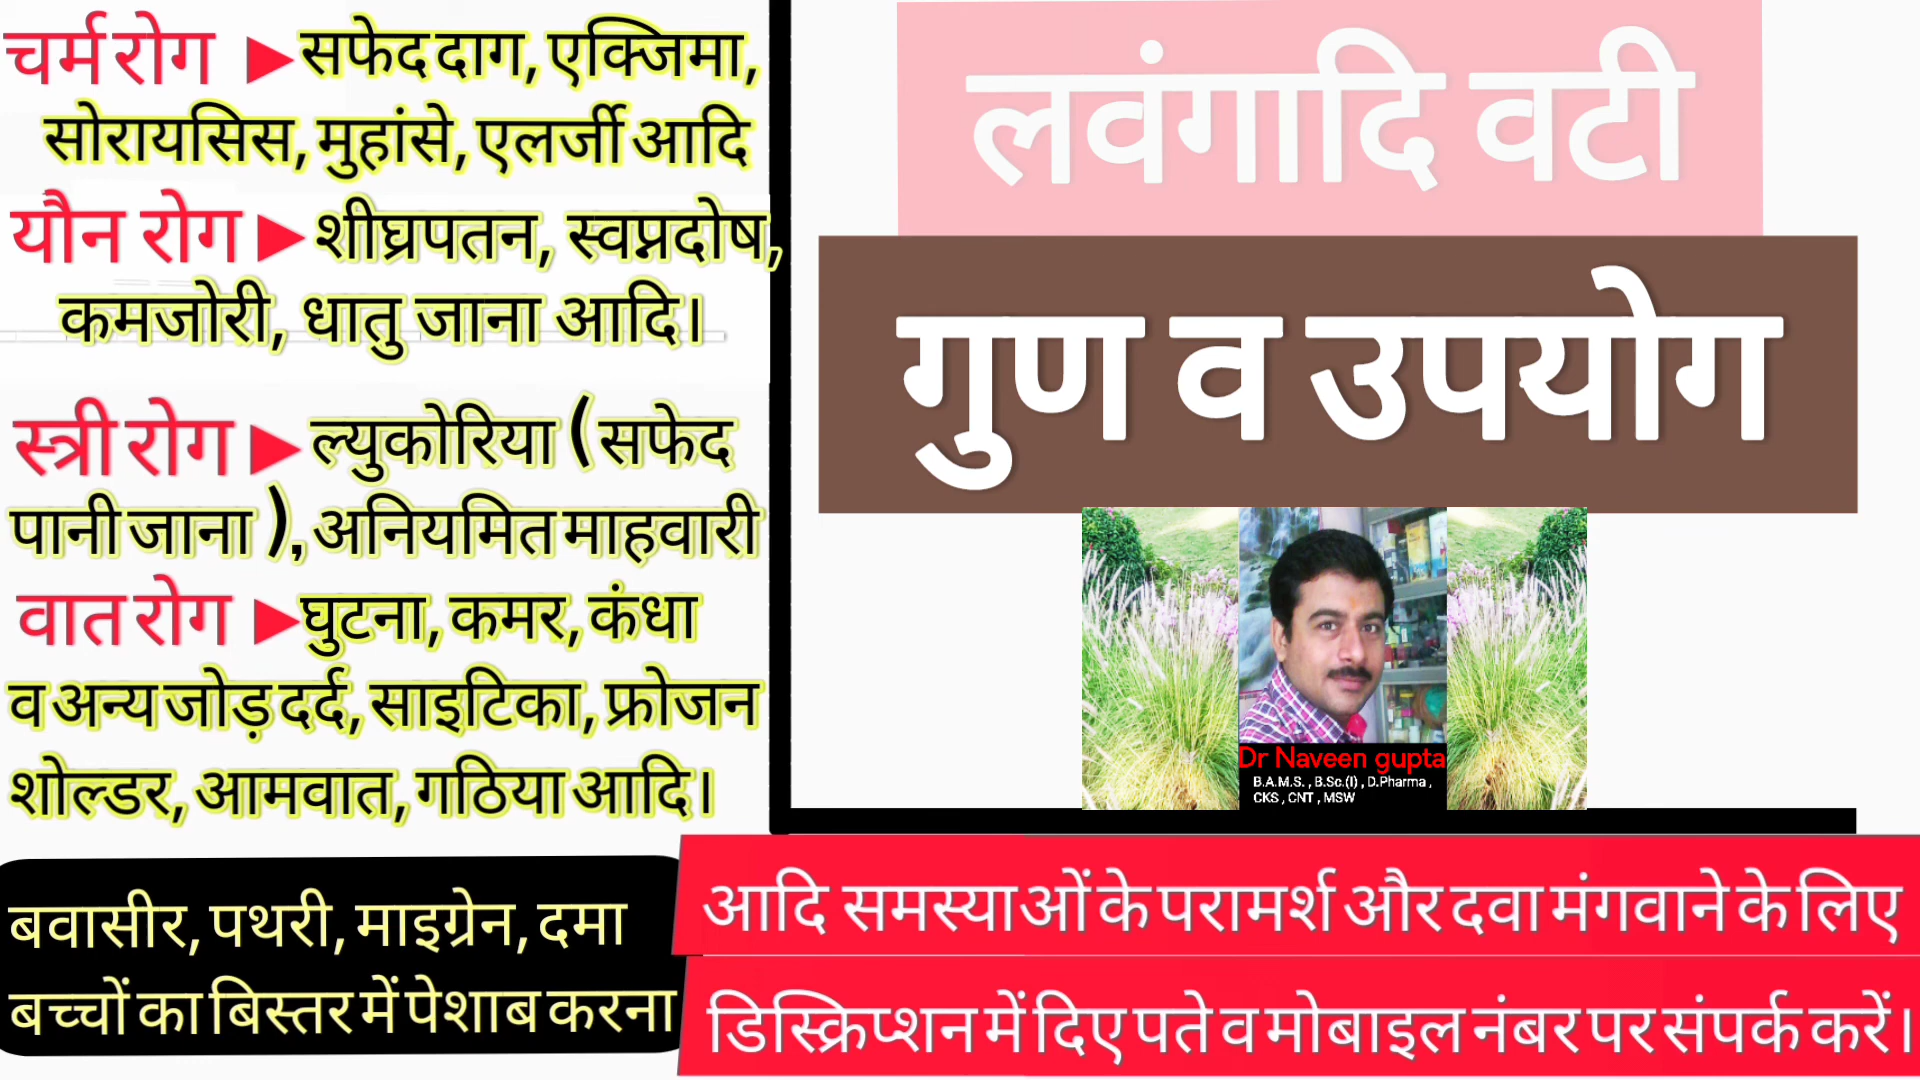 चर्म रोग ▶सफेद दाग, एक्जिमा,
सोरायसिस, मुहांसे, एलर्जी आदि
यौन रोग ▶शीघ्रपतन, स्वप्नदोष,
कमजोरी, धातु जाना आदि।
स्त्री रोग ▶ल्युकोरिया ( सफेद
पानी जाना ), अनियमित माहवारी
वात रोग ▶घुटना, कमर, कंधा
व अन्य जोड़ दर्द, साइटिका, फ्रोजन
शोल्डर, आमवात, गठिया आदि।
बवासीर, पथरी, माइग्रेन, दमा
बच्चों का बिस्तर में पेशाब करना
लवंगादि वटी
गुण व उपयोग
Dr Naveen gupta
B.A.M.S. , B.Sc.(I) , D.Pharma ,
CKS , CNT , MSW
आदि समस्याओं के परामर्श और दवा मंगवाने के लिए
डिस्क्रिप्शन में दिए पते व मोबाइल नंबर पर संपर्क करें।